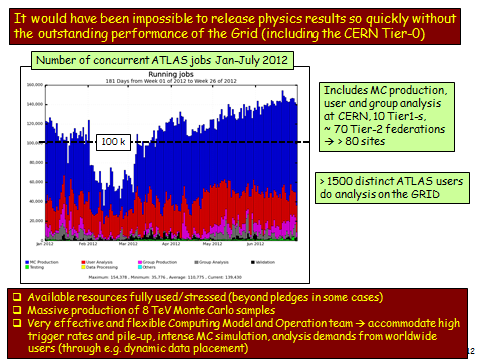 It would have been impossible to release physics results so quickly without
the outstanding performance of the Grid (including the CERN Tier-0)
Number of concurrent ATLAS jobs Jan-July 2012
Running jobs
181 Days from Week 01 of 2012 to Week 26 of 2012
160,000
140,000
120,000
100,000
100 k
80,000
60,000
40,000
20,000
0
Jan 2012 Feb 2012 Mar 2012 Apr 2012 May 2012 Jun 2012
MC Production User Analysis Group Production Group Analysis Validation
Testing Data Processing Others
Maximum: 154,378 , Minimum: 35,776 , Average: 110,775 , Current: 138,430
Includes MC production,
user and group analysis
at CERN, 10 Tier1-s,
~ 70 Tier-2 federations
→ > 80 sites
> 1500 distinct ATLAS users
do analysis on the GRID
❑ Available resources fully used/stressed (beyond pledges in some cases)
❑ Massive production of 8 TeV Monte Carlo samples
❑ Very effective and flexible Computing Model and Operation team → accommodate high
trigger rates and pile-up, intense MC simulation, analysis demands from worldwide
users (through e.g. dynamic data placement)
12